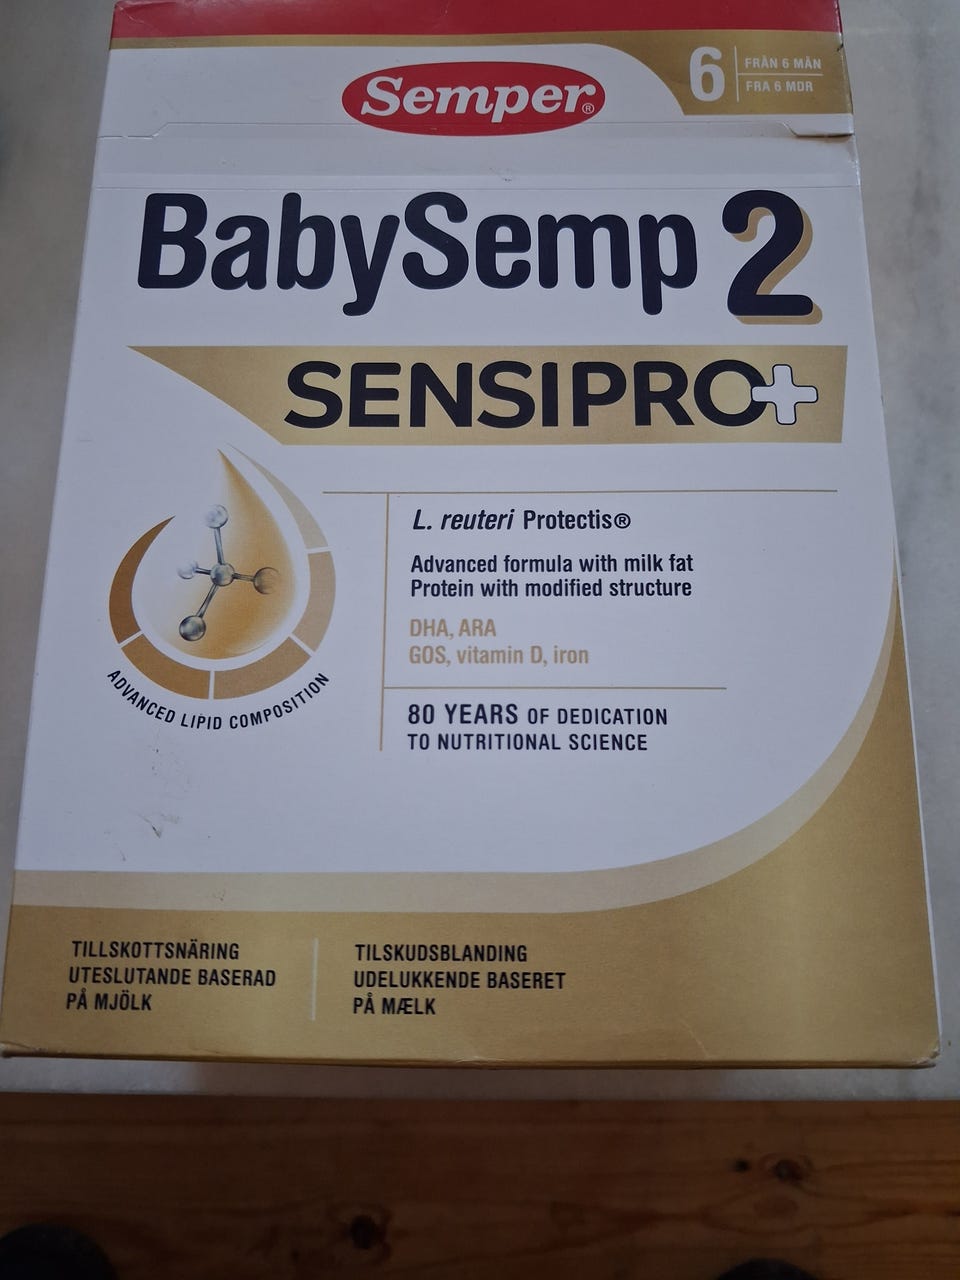 Semper®
6
FRÅN 6 MÅN
FRA 6 MDR
BabySemp 2
SENSIPRO+
L. reuteri Protectis®
Advanced formula with milk fat
Protein with modified structure
DHA, ARA
GOS, vitamin D, iron
ADVANCED LIPID COMPOSITION
80 YEARS OF DEDICATION
TO NUTRITIONAL SCIENCE
TILLSKOTTSNÄRING
UTESLUTANDE BASERAD
PÅ MJÖLK
TILSKUDSBLANDING
UDELUKKENDE BASERET
PÅ MÆLK